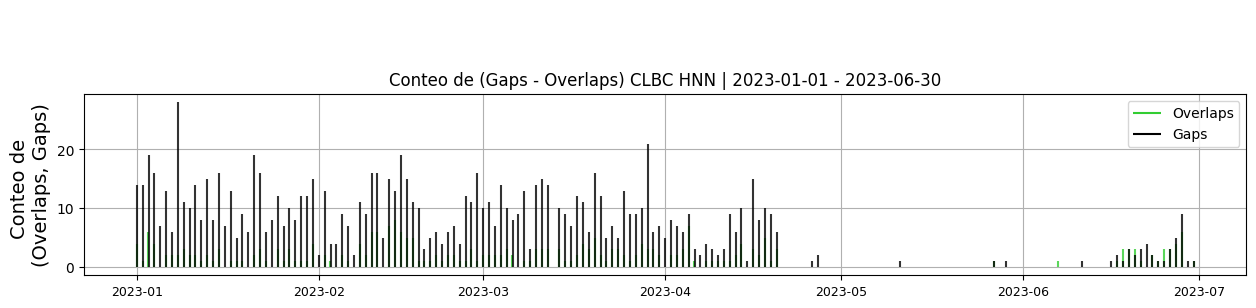 Conteo de (Gaps - Overlaps) CLBC HNN | 2023-01-01 - 2023-06-30
Conteo de
(Overlaps, Gaps)
20
10
0
Overlaps
Gaps
2023-01
2023-02
2023-03
2023-04
2023-05
2023-06
2023-07